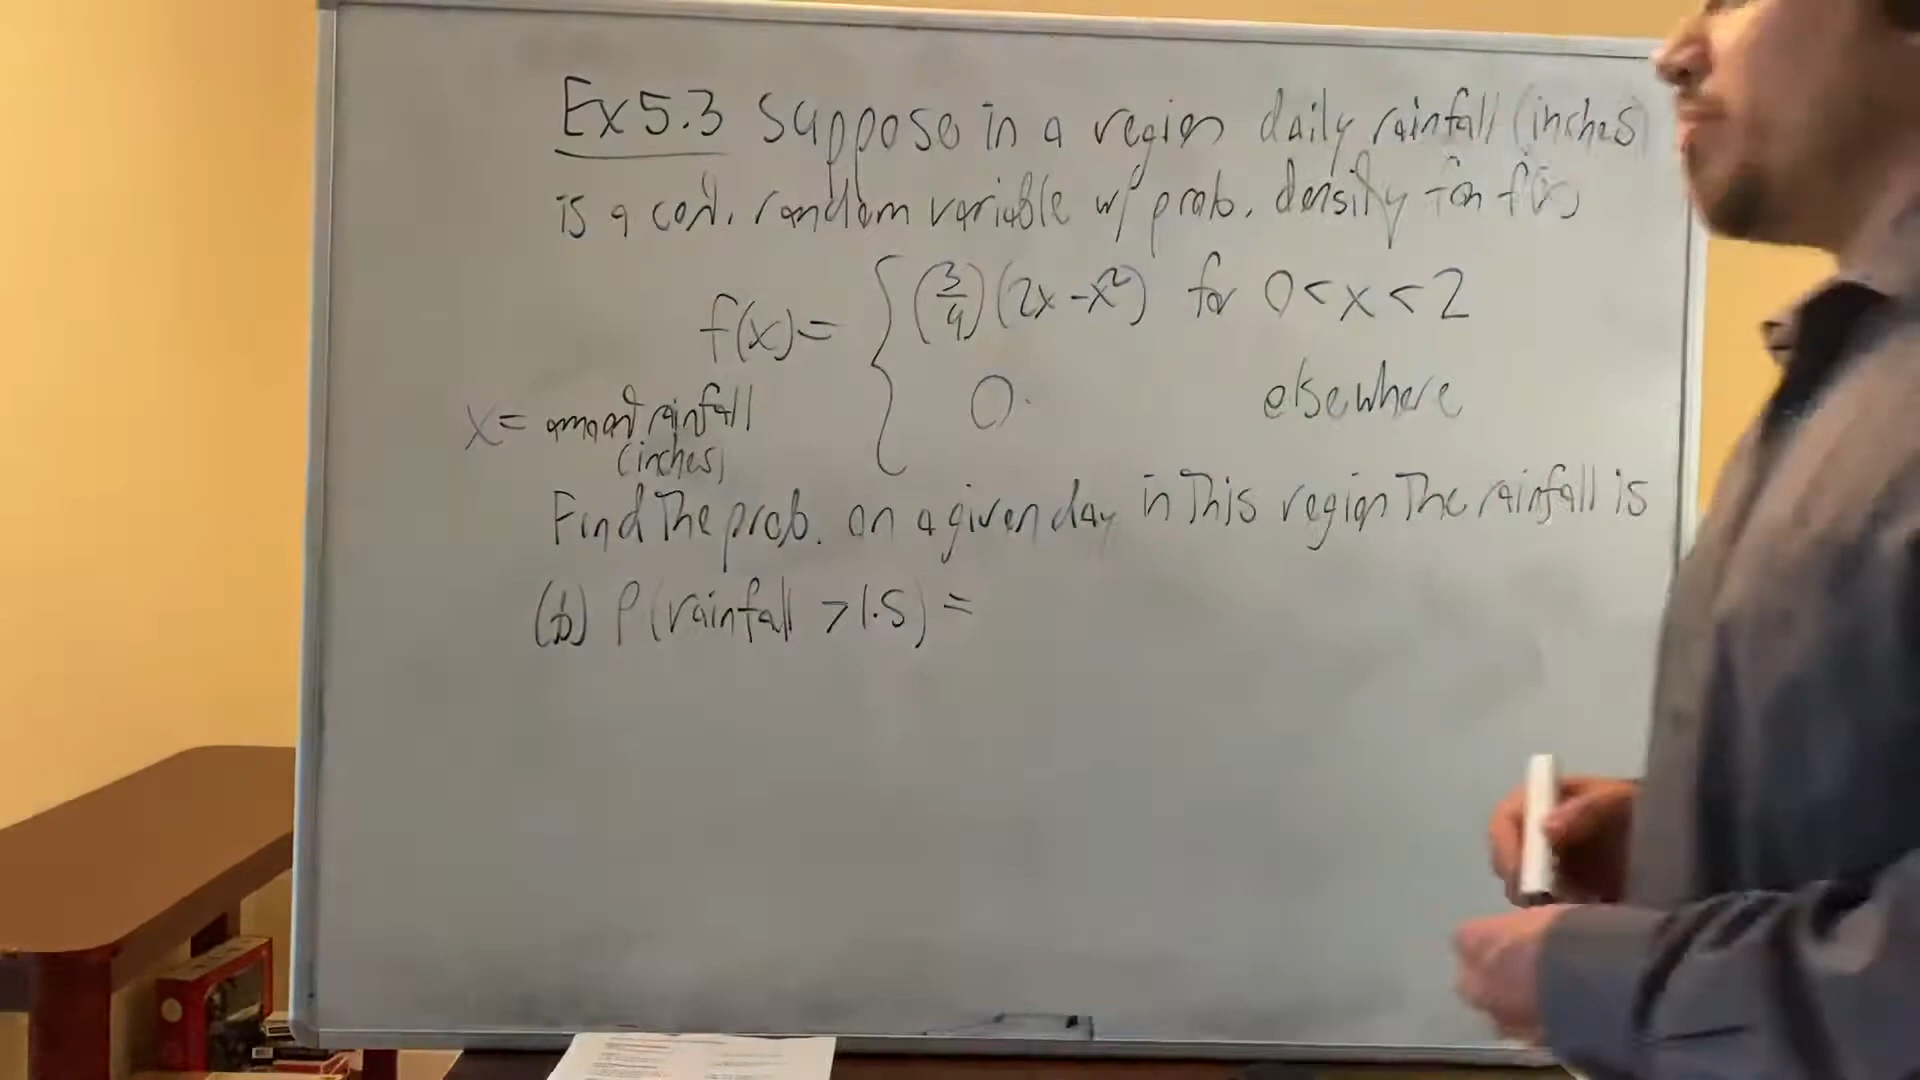 Ex 5.3 Suppose in a region daily rainfall (inches)
is a cont. random variable w/ prob. density fcn f(x)
f(x) = { (3/4)(2x - x²) for 0 < x < 2
0 elsewhere
x = amount rainfall
(inches)
Find The prob. on a given day in This region The rainfall is
(b) P(rainfall > 1.5) =